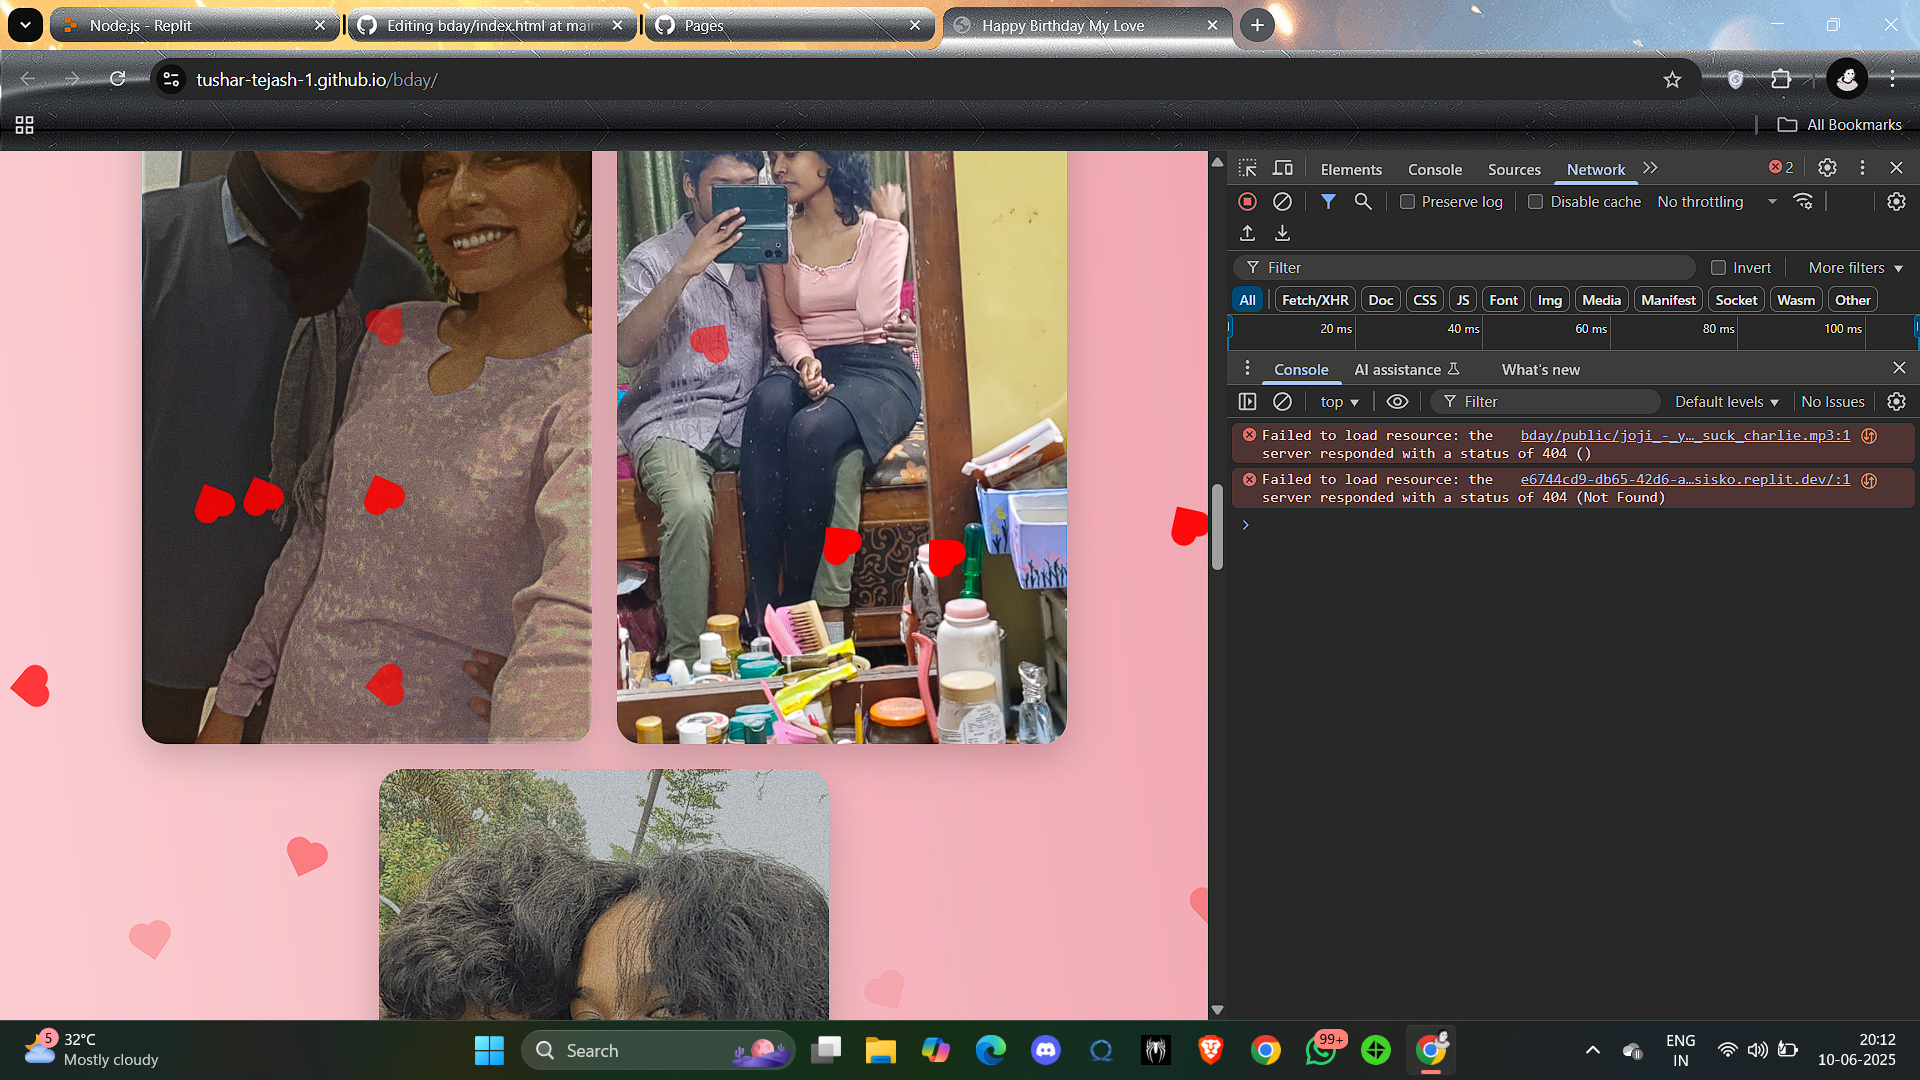 Node.js - Replit
Editing bday/index.html at mai
Pages
Happy Birthday My Love
tushar-tejash-1.github.io/bday/
All Bookmarks
Elements Console Sources Network 2
Preserve log Disable cache No throttling
Filter Invert More filters
All Fetch/XHR Doc CSS JS Font Img Media Manifest Socket Wasm Other
20 ms 40 ms 60 ms 80 ms 100 ms
Console AI assistance What's new
top Filter Default levels No Issues
Failed to load resource: the bday/public/joji_-_y…_suck_charlie.mp3:1
server responded with a status of 404 ()
Failed to load resource: the e6744cd9-db65-42d6-a…sisko.replit.dev/:1
server responded with a status of 404 (Not Found)
5
32°C
Mostly cloudy
Search
99+
ENG
IN
20:12
10-06-2025